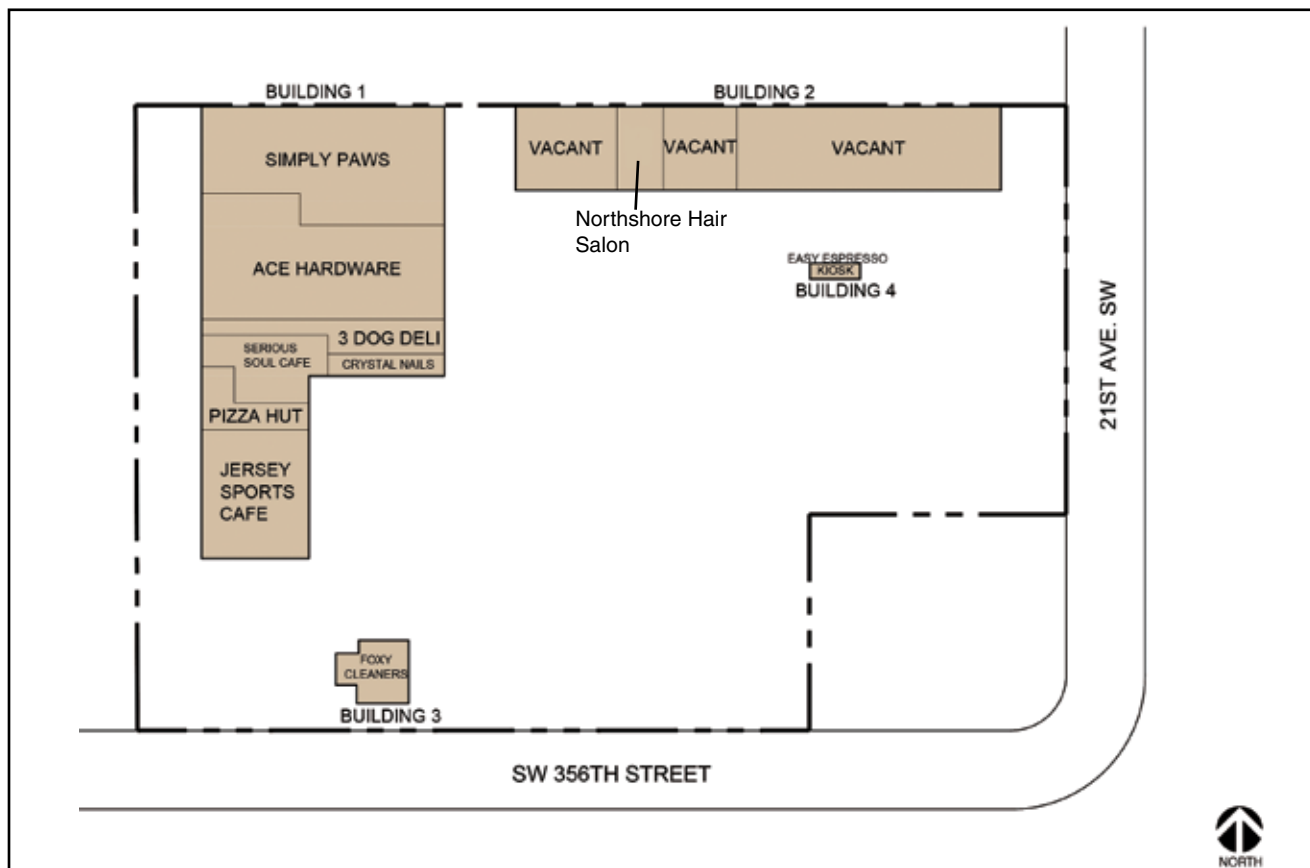 BUILDING 1
BUILDING 2
SIMPLY PAWS
VACANT
VACANT
VACANT
Northshore Hair
Salon
ACE HARDWARE
EASY ESPRESSO
KIOSK
BUILDING 4
3 DOG DELI
SERIOUS
SOUL CAFE
CRYSTAL NAILS
PIZZA HUT
JERSEY
SPORTS
CAFE
21ST AVE. SW
FOXY
CLEANERS
BUILDING 3
SW 356TH STREET
NORTH